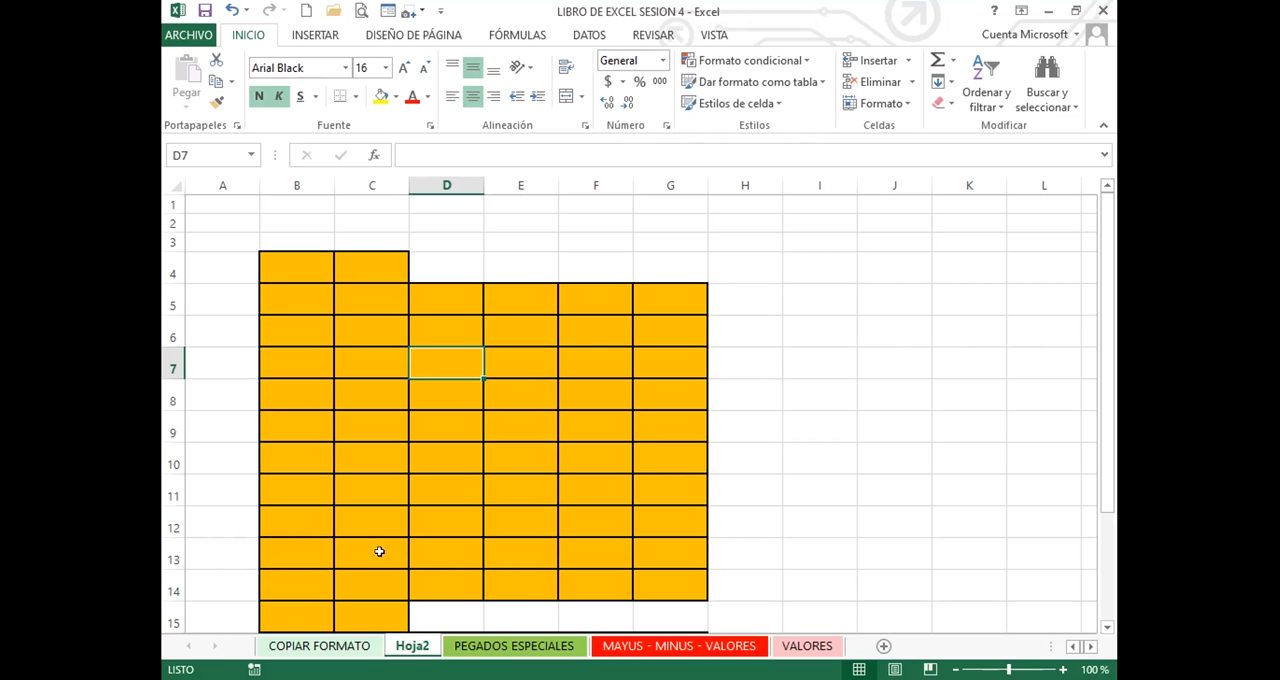 LIBRO DE EXCEL SESION 4 - Excel
?
ARCHIVO INICIO INSERTAR DISEÑO DE PÁGINA FÓRMULAS DATOS REVISAR VISTA Cuenta Microsoft
Pegar
Arial Black 16 A A
N K S A
General
$ % 000
Formato condicional
Dar formato como tabla
Estilos de celda
Insertar
Eliminar
Formato
Σ
Ordenar y filtrar
Buscar y seleccionar
Portapapeles Fuente Alineación Número Estilos Celdas Modificar
D7 fx
A B C D E F G H I J K L
1
2
3
4
5
6
7
8
9
10
11
12
13
14
15
COPIAR FORMATO Hoja2 PEGADOS ESPECIALES MAYUS - MINUS - VALORES VALORES
LISTO 100 %